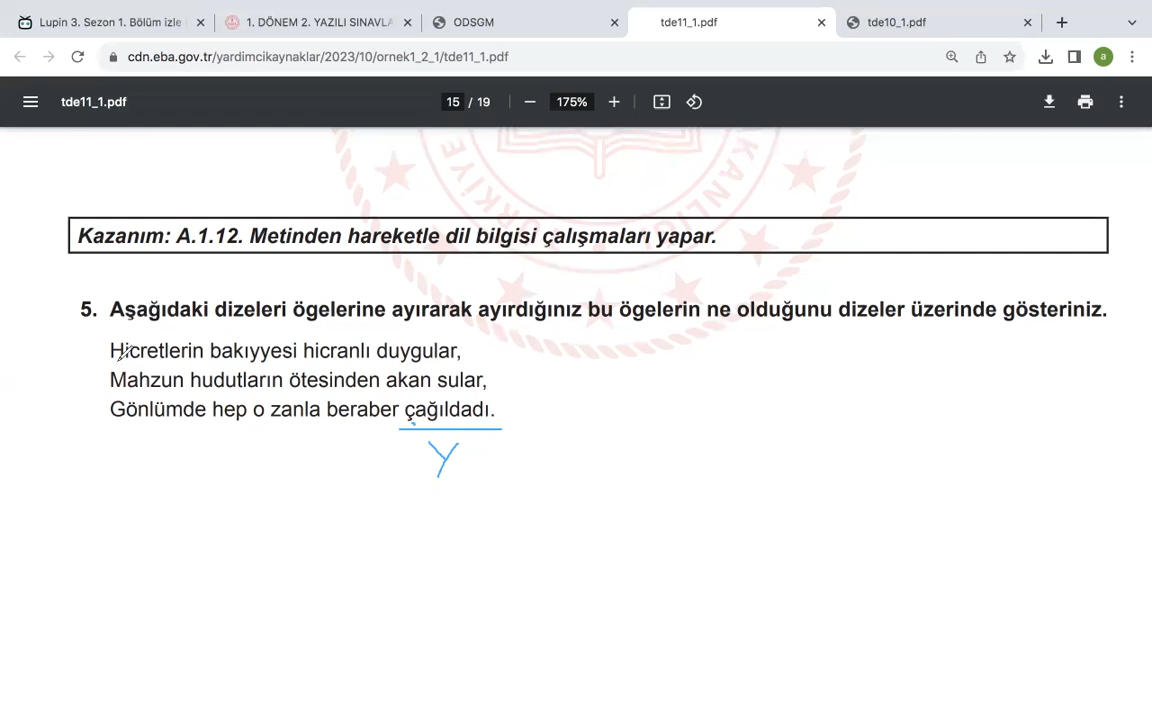 Lupin 3. Sezon 1. Bölüm izle
1. DÖNEM 2. YAZILI SINAVLA
ODSGM
tde11_1.pdf
tde10_1.pdf
cdn.eba.gov.tr/yardimcikaynaklar/2023/10/ornek1_2_1/tde11_1.pdf
a
tde11_1.pdf
15 / 19
175%
Kazanım: A.1.12. Metinden hareketle dil bilgisi çalışmaları yapar.
5. Aşağıdaki dizeleri ögelerine ayırarak ayırdığınız bu ögelerin ne olduğunu dizeler üzerinde gösteriniz.
Hicretlerin bakıyyesi hicranlı duygular,
Mahzun hudutların ötesinden akan sular,
Gönlümde hep o zanla beraber çağıldadı.
Y